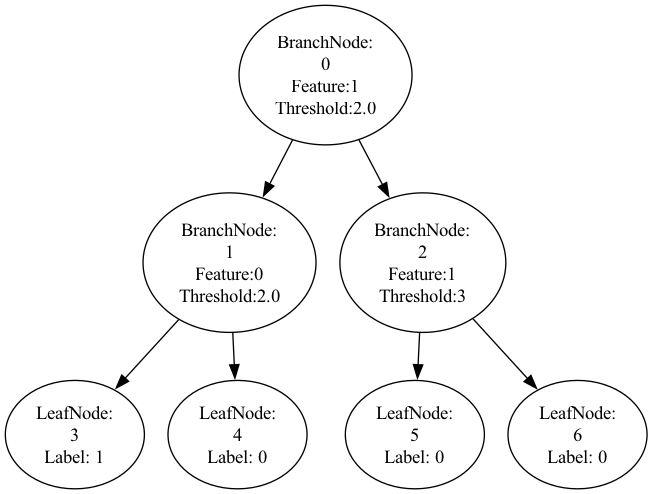 BranchNode:
0
Feature:1
Threshold:2.0
BranchNode:
1
Feature:0
Threshold:2.0
BranchNode:
2
Feature:1
Threshold:3
LeafNode:
3
Label: 1
LeafNode:
4
Label: 0
LeafNode:
5
Label: 0
LeafNode:
6
Label: 0